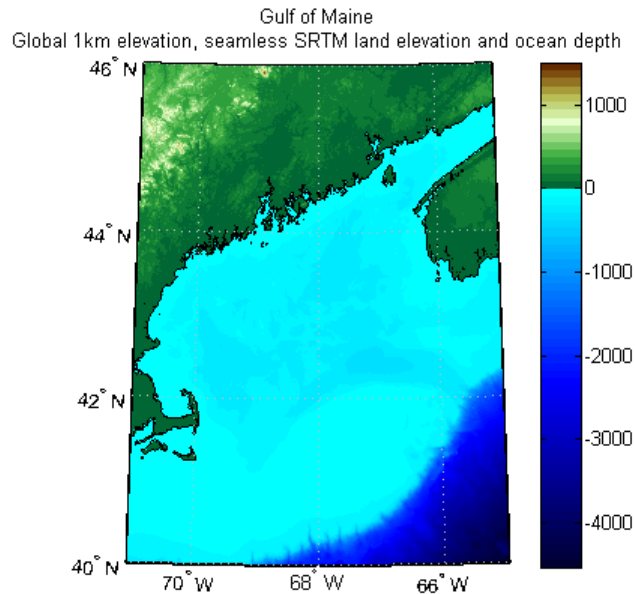 Gulf of Maine
Global 1km elevation, seamless SRTM land elevation and ocean depth
46° N
44° N
42° N
40° N
70° W
68° W
66° W
1000
0
-1000
-2000
-3000
-4000